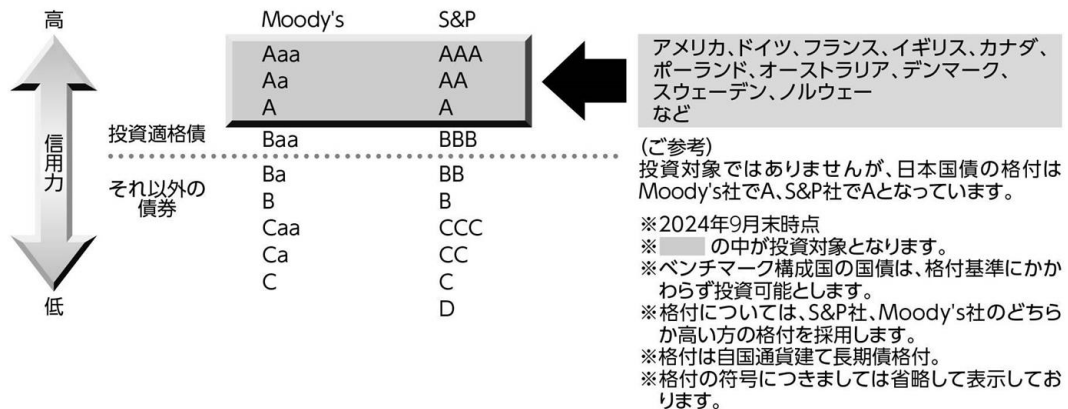 高
Moody's S&P
Aaa AAA
Aa AA
A A
投資適格債 Baa BBB
信用力
それ以外の
債券
Ba BB
B B
Caa CCC
Ca CC
C C
D
低
アメリカ、ドイツ、フランス、イギリス、カナダ、
ポーランド、オーストラリア、デンマーク、
スウェーデン、ノルウェー
など
(ご参考)
投資対象ではありませんが、日本国債の格付は
Moody's社でA、S&P社でAとなっています。
※2024年9月末時点
※ の中が投資対象となります。
※ベンチマーク構成国の国債は、格付基準にかか
わらず投資可能とします。
※格付については、S&P社、Moody's社のどちら
か高い方の格付を採用します。
※格付は自国通貨建て長期債格付。
※格付の符号につきましては省略して表示してお
ります。